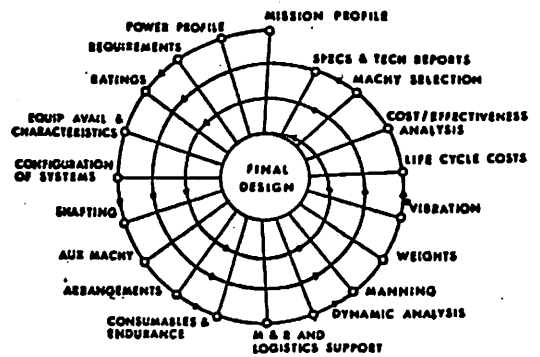 MISSION PROFILE
POWER PROFILE
REQUIREMENTS
RATINGS
EQUIP AVAIL &
CHARACTERISTICS
CONFIGURATION
OF SYSTEMS
SHAFTING
AUX MACHY
ARRANGEMENTS
CONSUMABLES &
ENDURANCE
M & R AND
LOGISTICS SUPPORT
DYNAMIC ANALYSIS
MANNING
WEIGHTS
VIBRATION
LIFE CYCLE COSTS
COST/EFFECTIVENESS
ANALYSIS
MACHY SELECTION
SPECS & TECH REPORTS
FINAL
DESIGN